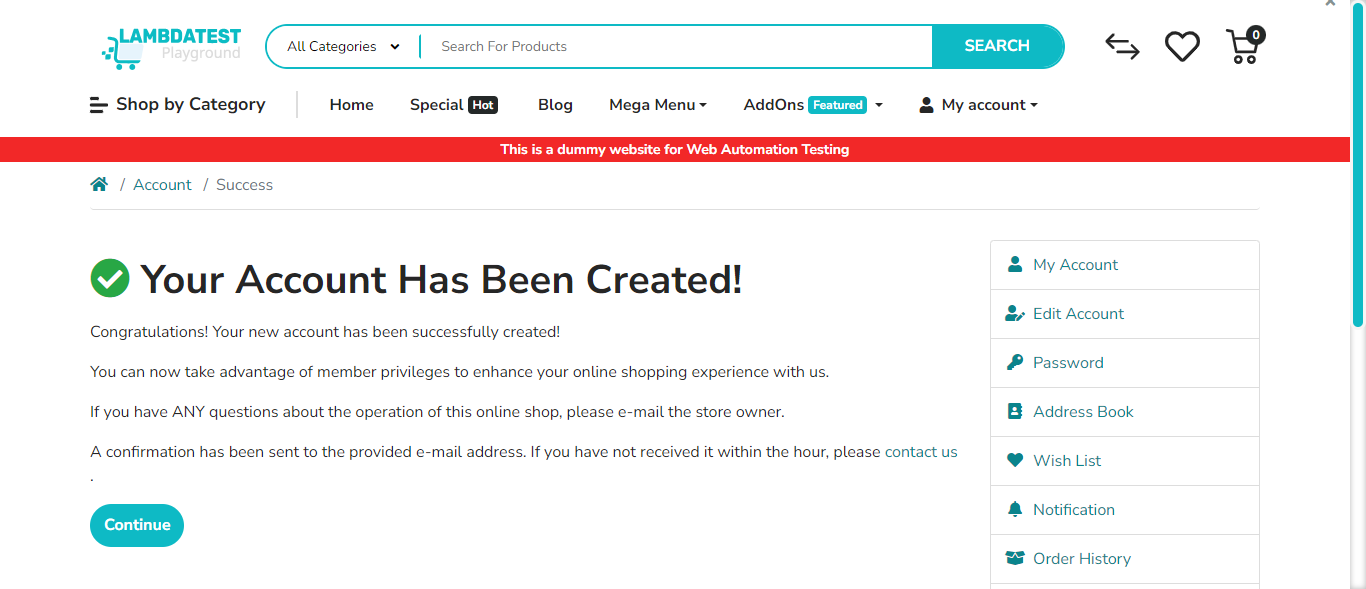 LAMBDATEST
Playground
All Categories
Search For Products
SEARCH
0
Shop by Category
Home
Special Hot
Blog
Mega Menu
AddOns Featured
My account
This is a dummy website for Web Automation Testing
/ Account / Success
Your Account Has Been Created!
Congratulations! Your new account has been successfully created!
You can now take advantage of member privileges to enhance your online shopping experience with us.
If you have ANY questions about the operation of this online shop, please e-mail the store owner.
A confirmation has been sent to the provided e-mail address. If you have not received it within the hour, please contact us
.
Continue
My Account
Edit Account
Password
Address Book
Wish List
Notification
Order History